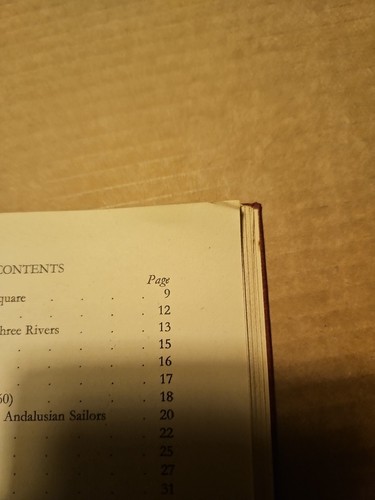 CONTENTS
Page
quare . . . . 9
. . . . 12
hree Rivers . . . 13
. . . . . 15
. . . . . 16
. . . . . 17
60) . . . . 18
Andalusian Sailors . . 20
. . . . . 22
. . . . . 25
. . . . . 27
. . . . . 31